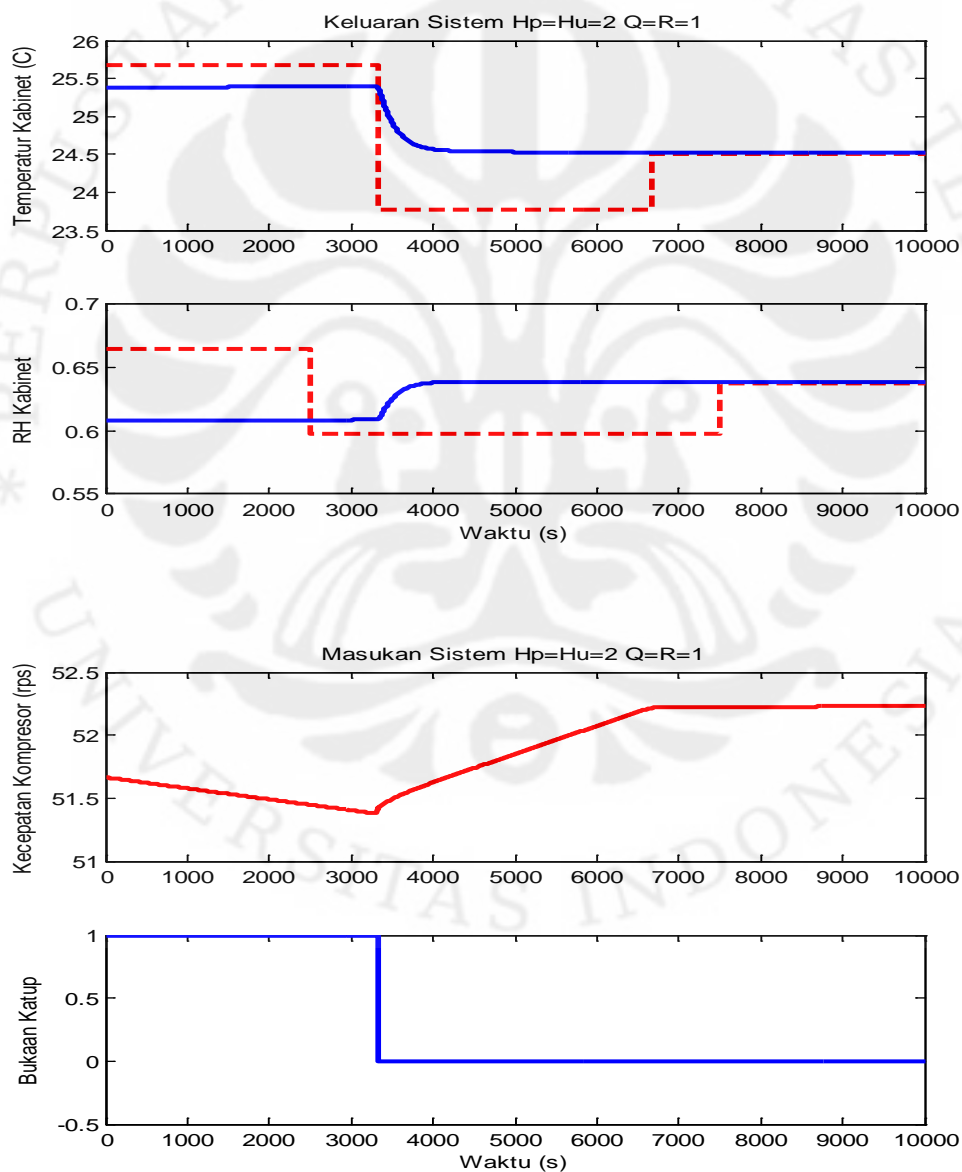 Keluaran Sistem Hp=Hu=2 Q=R=1
Temperatur Kabinet (C)
26
25.5
25
24.5
24
23.5
0 1000 2000 3000 4000 5000 6000 7000 8000 9000 10000
RH Kabinet
0.7
0.65
0.6
0.55
0 1000 2000 3000 4000 5000 6000 7000 8000 9000 10000
Waktu (s)
Masukan Sistem Hp=Hu=2 Q=R=1
Kecepatan Kompresor (rps)
52.5
52
51.5
51
0 1000 2000 3000 4000 5000 6000 7000 8000 9000 10000
Bukaan Katup
1
0.5
0
-0.5
0 1000 2000 3000 4000 5000 6000 7000 8000 9000 10000
Waktu (s)
UNIVERSITAS INDONESIA